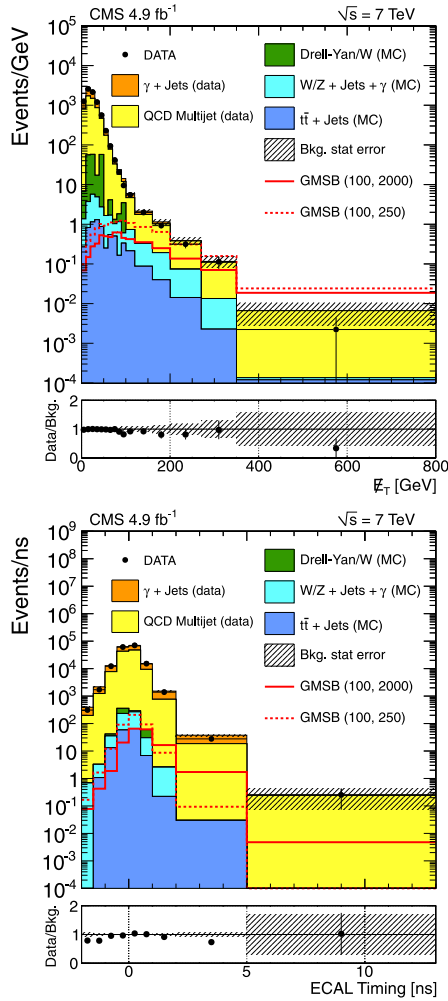 CMS 4.9 fb⁻¹ √s = 7 TeV
Events/GeV
10⁵
10⁴
10³
10²
10
1
10⁻¹
10⁻²
10⁻³
10⁻⁴
DATA
γ + Jets (data)
QCD Multijet (data)
Drell-Yan/W (MC)
W/Z + Jets + γ (MC)
tt̄ + Jets (MC)
Bkg. stat error
GMSB (100, 2000)
GMSB (100, 250)
Data/Bkg.
2
1
0
0 200 400 600 800
E̸_T [GeV]
CMS 4.9 fb⁻¹ √s = 7 TeV
Events/ns
10⁹
10⁸
10⁷
10⁶
10⁵
10⁴
10³
10²
10
1
10⁻¹
10⁻²
10⁻³
10⁻⁴
DATA
γ + Jets (data)
QCD Multijet (data)
Drell-Yan/W (MC)
W/Z + Jets + γ (MC)
tt̄ + Jets (MC)
Bkg. stat error
GMSB (100, 2000)
GMSB (100, 250)
Data/Bkg.
2
1
0
0 5 10
ECAL Timing [ns]